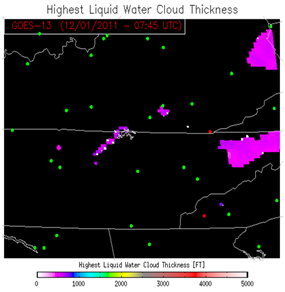 Highest Liquid Water Cloud Thickness
GOES-13 (12/01/2011 - 07:45 UTC)
Highest Liquid Water Cloud Thickness [FT]
0 1000 2000 3000 4000 5000